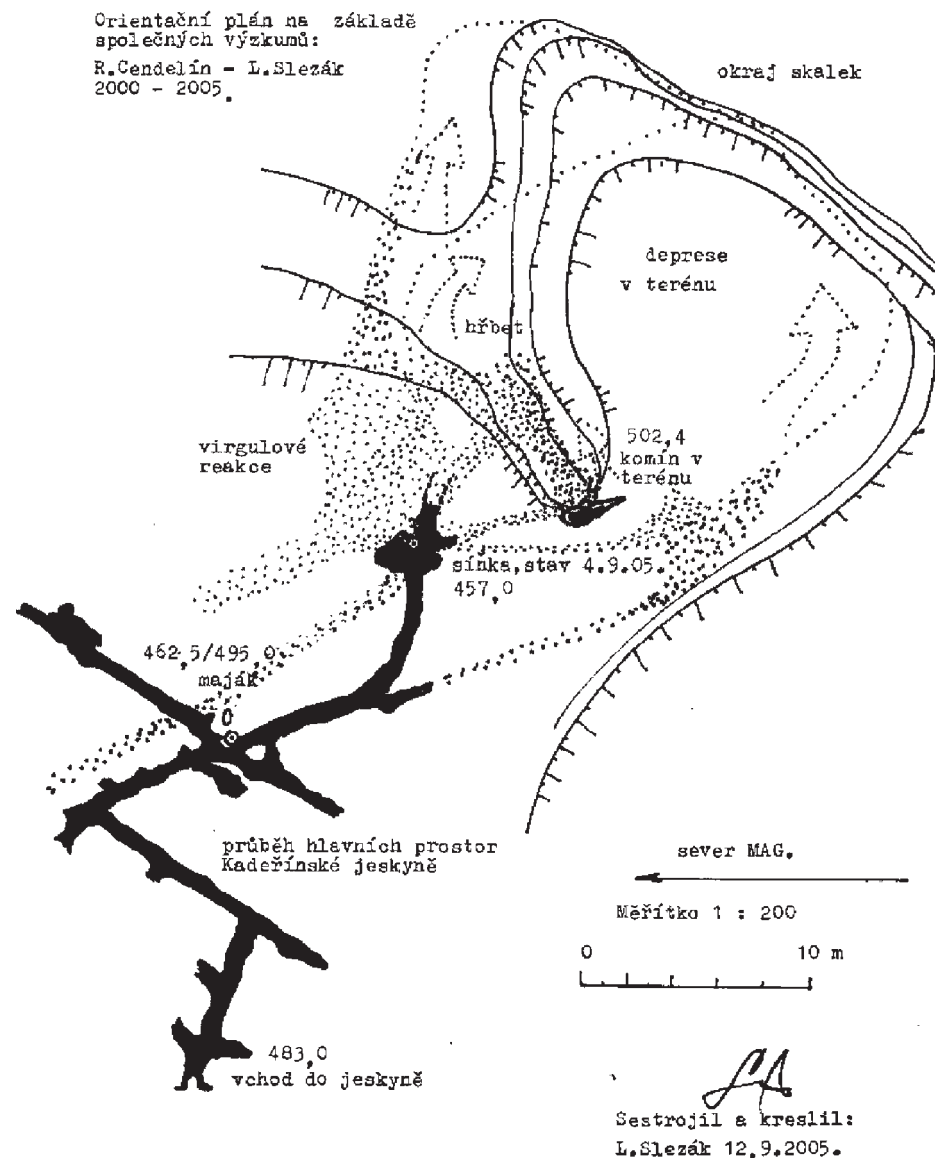 Orientační plán na základě
společných výzkumů:
R.Cendelín - L.Slezák
2000 - 2005.
okraj skalek
deprese
v terénu
hřbet
virgulové
reakce
502,4
komín v
terénu
sínka,stav 4.9.05.
457,0
462,5/495,0
maják
průběh hlavních prostor
Kadeřínské jeskyně
sever MAG.
Měřítko 1 : 200
0 10 m
483,0
vchod do jeskyně
Sestrojil a kreslil:
L.Slezák 12.9.2005.